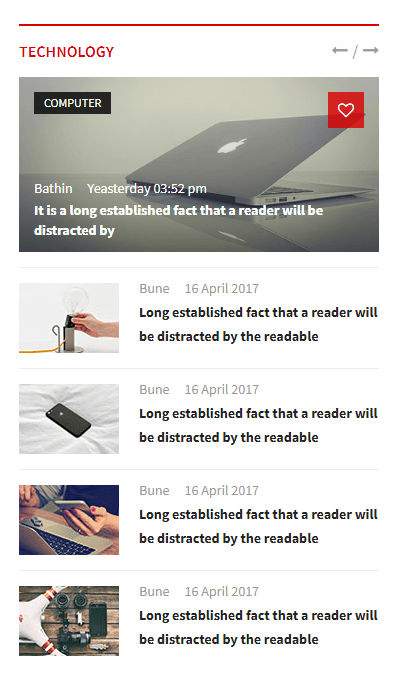 TECHNOLOGY
/
COMPUTER
Bathin Yeasterday 03:52 pm
It is a long established fact that a reader will be
distracted by
Bune 16 April 2017
Long established fact that a reader will
be distracted by the readable
Bune 16 April 2017
Long established fact that a reader will
be distracted by the readable
Bune 16 April 2017
Long established fact that a reader will
be distracted by the readable
Bune 16 April 2017
Long established fact that a reader will
be distracted by the readable